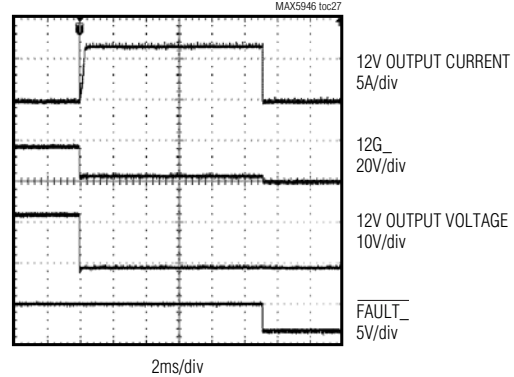 MAX5946 toc27
12V OUTPUT CURRENT
5A/div
12G_
20V/div
12V OUTPUT VOLTAGE
10V/div
FAULT_
5V/div
2ms/div